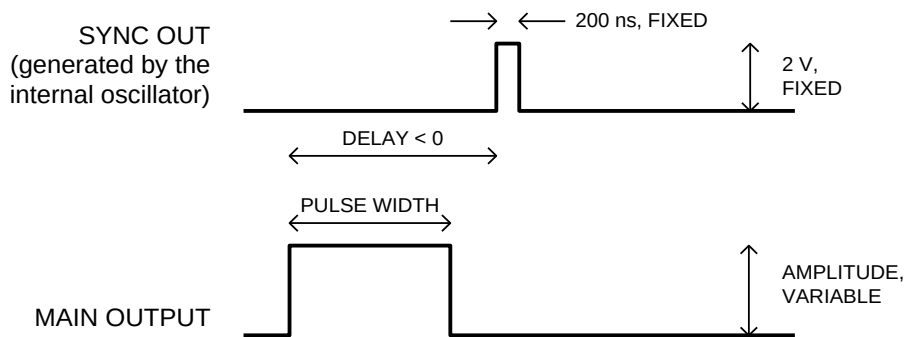 200 ns, FIXED
SYNC OUT
(generated by the
internal oscillator)
2 V,
FIXED
DELAY < 0
PULSE WIDTH
AMPLITUDE,
VARIABLE
MAIN OUTPUT